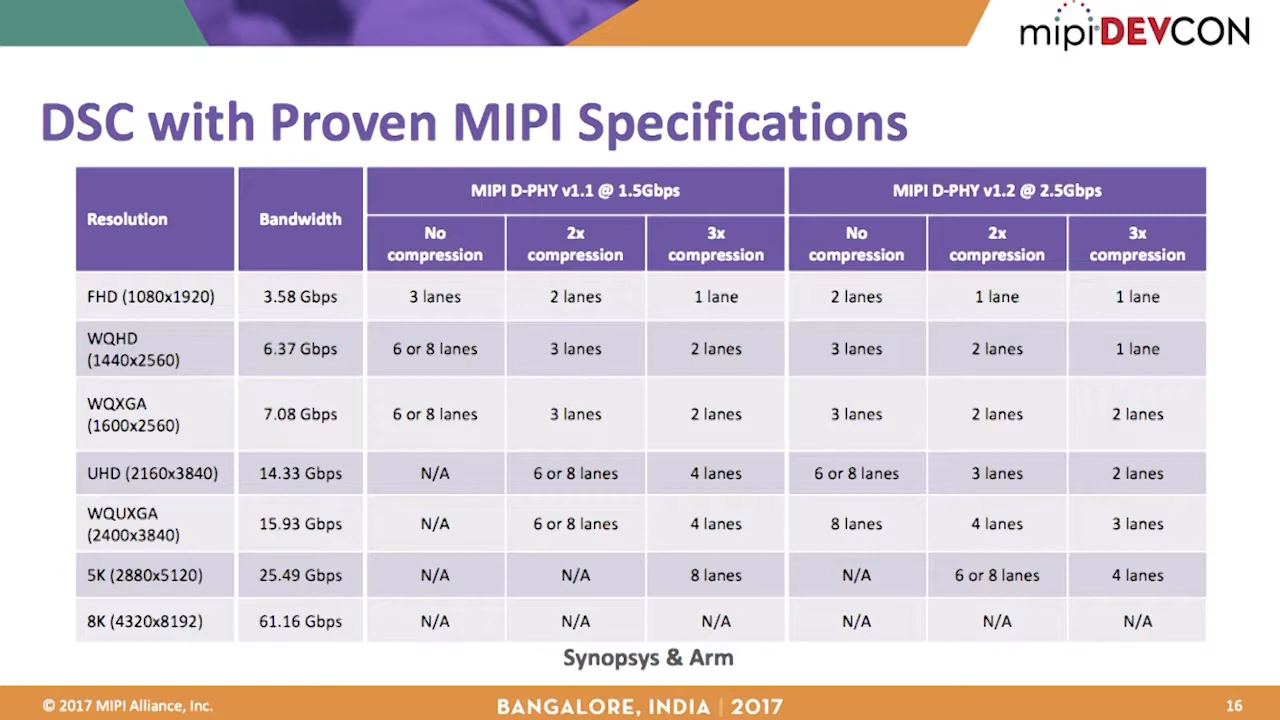 mipi DEVCON
DSC with Proven MIPI Specifications
Resolution Bandwidth MIPI D-PHY v1.1 @ 1.5Gbps MIPI D-PHY v1.2 @ 2.5Gbps
No compression 2x compression 3x compression No compression 2x compression 3x compression
FHD (1080x1920) 3.58 Gbps 3 lanes 2 lanes 1 lane 2 lanes 1 lane 1 lane
WQHD (1440x2560) 6.37 Gbps 6 or 8 lanes 3 lanes 2 lanes 3 lanes 2 lanes 1 lane
WQXGA (1600x2560) 7.08 Gbps 6 or 8 lanes 3 lanes 2 lanes 3 lanes 2 lanes 2 lanes
UHD (2160x3840) 14.33 Gbps N/A 6 or 8 lanes 4 lanes 6 or 8 lanes 3 lanes 2 lanes
WQUXGA (2400x3840) 15.93 Gbps N/A 6 or 8 lanes 4 lanes 8 lanes 4 lanes 3 lanes
5K (2880x5120) 25.49 Gbps N/A N/A 8 lanes N/A 6 or 8 lanes 4 lanes
8K (4320x8192) 61.16 Gbps N/A N/A N/A N/A N/A N/A
Synopsys & Arm
© 2017 MIPI Alliance, Inc. BANGALORE, INDIA | 2017 16